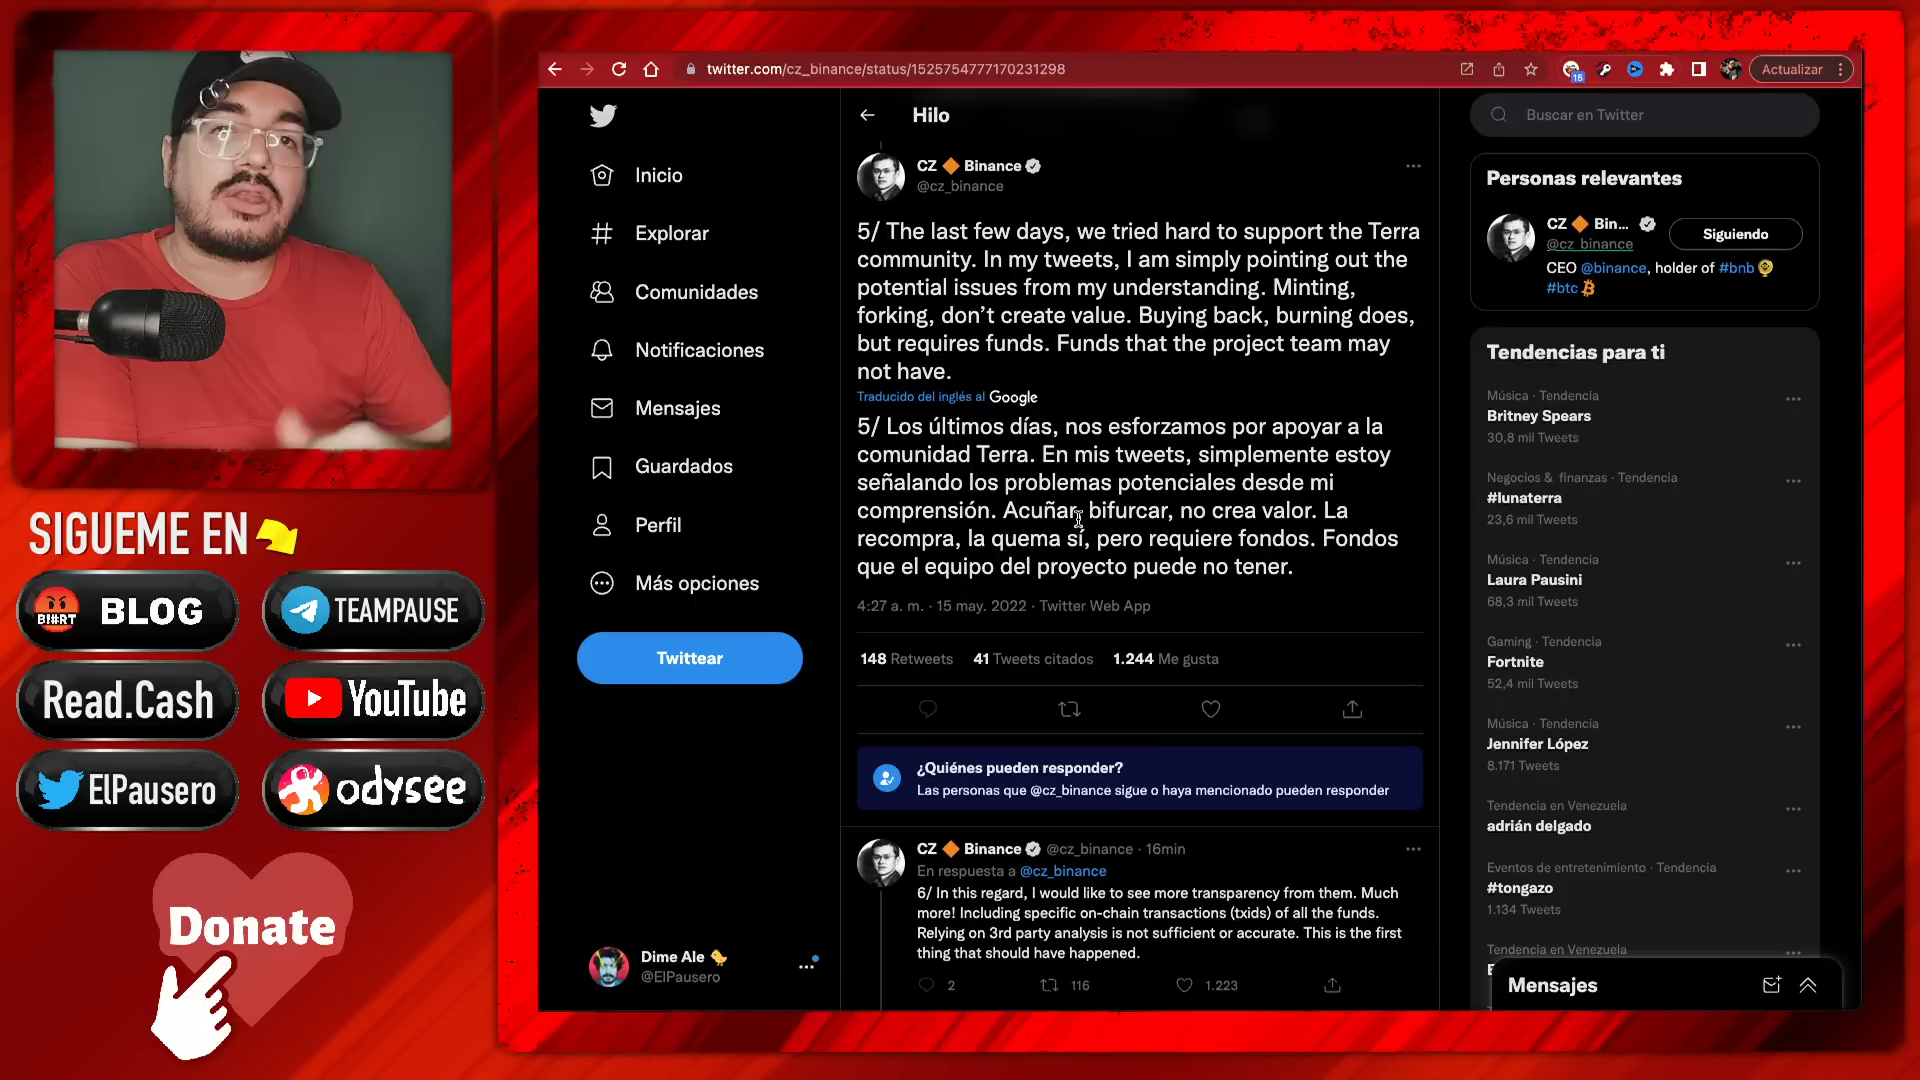 SIGUEME EN
BI#RT
BLOG
TEAMPAUSE
Read.Cash
YouTube
ElPausero
odysee
Donate
twitter.com/cz_binance/status/1525754777170231298
15
Actualizar
Inicio
Explorar
Comunidades
Notificaciones
Mensajes
Guardados
Perfil
Más opciones
Twittear
Dime Ale
@ElPausero
Hilo
CZ Binance
@cz_binance
5/ The last few days, we tried hard to support the Terra
community. In my tweets, I am simply pointing out the
potential issues from my understanding. Minting,
forking, don’t create value. Buying back, burning does,
but requires funds. Funds that the project team may
not have.
Traducido del inglés al Google
5/ Los últimos días, nos esforzamos por apoyar a la
comunidad Terra. En mis tweets, simplemente estoy
señalando los problemas potenciales desde mi
comprensión. Acuñar, bifurcar, no crea valor. La
recompra, la quema sí, pero requiere fondos. Fondos
que el equipo del proyecto puede no tener.
4:27 a. m. · 15 may. 2022 · Twitter Web App
148 Retweets 41 Tweets citados 1.244 Me gusta
¿Quiénes pueden responder?
Las personas que @cz_binance sigue o haya mencionado pueden responder
CZ Binance @cz_binance · 16min
En respuesta a @cz_binance
6/ In this regard, I would like to see more transparency from them. Much
more! Including specific on-chain transactions (txids) of all the funds.
Relying on 3rd party analysis is not sufficient or accurate. This is the first
thing that should have happened.
2 116 1.223
Buscar en Twitter
Personas relevantes
CZ Bin...
@cz_binance
Siguiendo
CEO @binance, holder of #bnb
#btc
Tendencias para ti
Música · Tendencia
Britney Spears
30,8 mil Tweets
Negocios & finanzas · Tendencia
#lunaterra
23,6 mil Tweets
Música · Tendencia
Laura Pausini
68,3 mil Tweets
Gaming · Tendencia
Fortnite
52,4 mil Tweets
Música · Tendencia
Jennifer López
8.171 Tweets
Tendencia en Venezuela
adrián delgado
Eventos de entretenimiento · Tendencia
#tongazo
1.134 Tweets
Tendencia en Venezuela
Mensajes